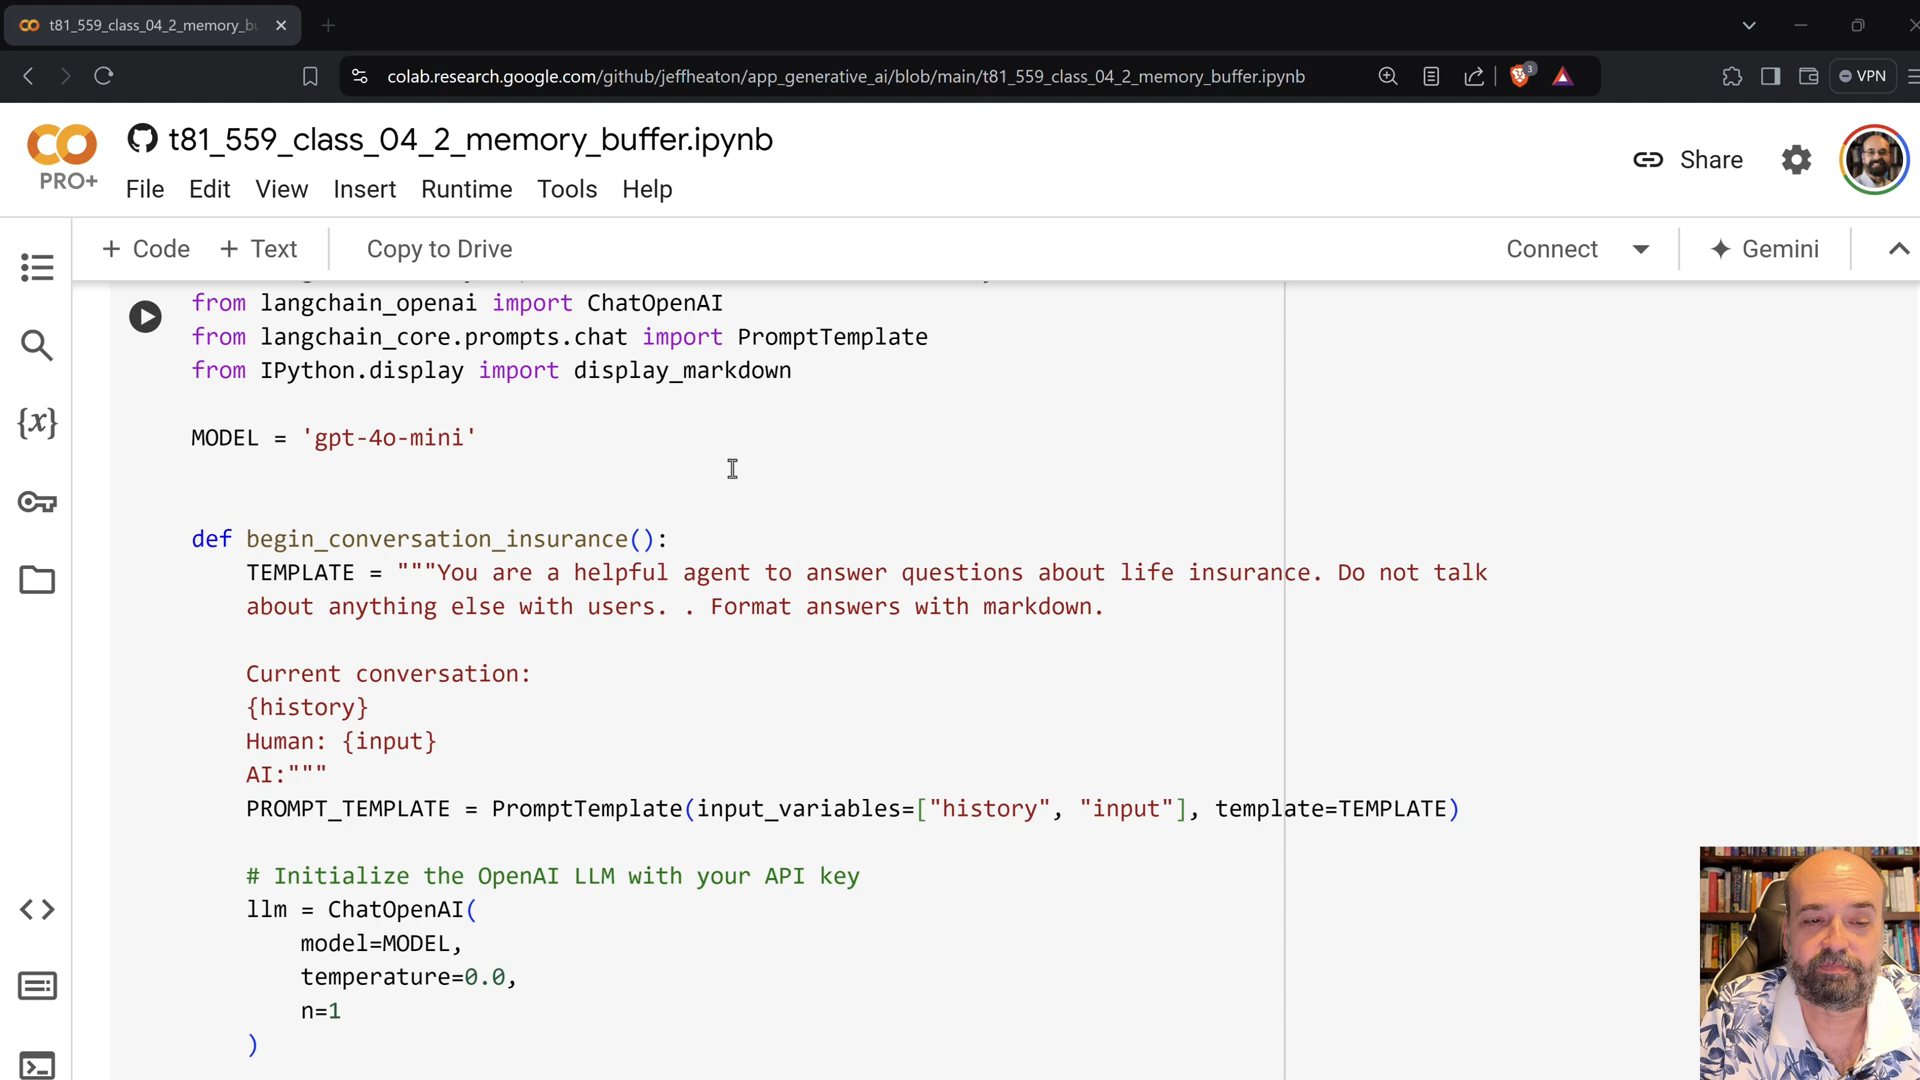 t81_559_class_04_2_memory_bu
colab.research.google.com/github/jeffheaton/app_generative_ai/blob/main/t81_559_class_04_2_memory_buffer.ipynb
3
VPN
t81_559_class_04_2_memory_buffer.ipynb
PRO+
File Edit View Insert Runtime Tools Help
Share
+ Code + Text Copy to Drive
Connect
Gemini
from langchain_openai import ChatOpenAI
from langchain_core.prompts.chat import PromptTemplate
from IPython.display import display_markdown
MODEL = 'gpt-4o-mini'
def begin_conversation_insurance():
TEMPLATE = """You are a helpful agent to answer questions about life insurance. Do not talk
about anything else with users. . Format answers with markdown.
Current conversation:
{history}
Human: {input}
AI:"""
PROMPT_TEMPLATE = PromptTemplate(input_variables=["history", "input"], template=TEMPLATE)
# Initialize the OpenAI LLM with your API key
llm = ChatOpenAI(
model=MODEL,
temperature=0.0,
n=1
)